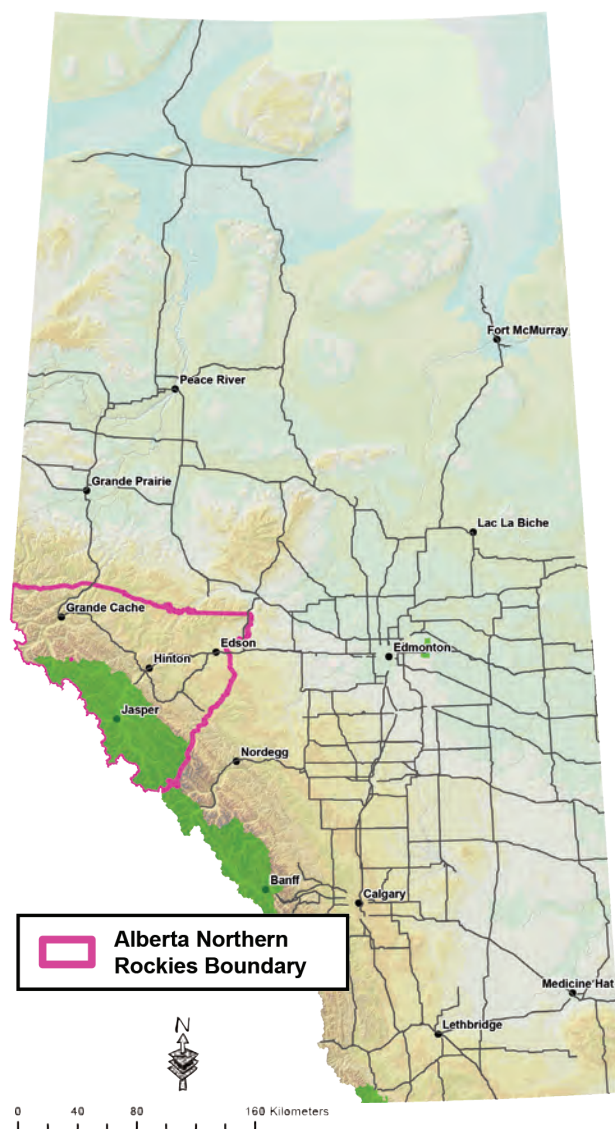 Fort McMurray
Peace River
Grande Prairie
Lac La Biche
Grande Cache
Edson
Edmonton
Hinton
Jasper
Nordegg
Banff
Calgary
Alberta Northern
Rockies Boundary
Medicine Hat
N
Lethbridge
0 40 80 160 Kilometers